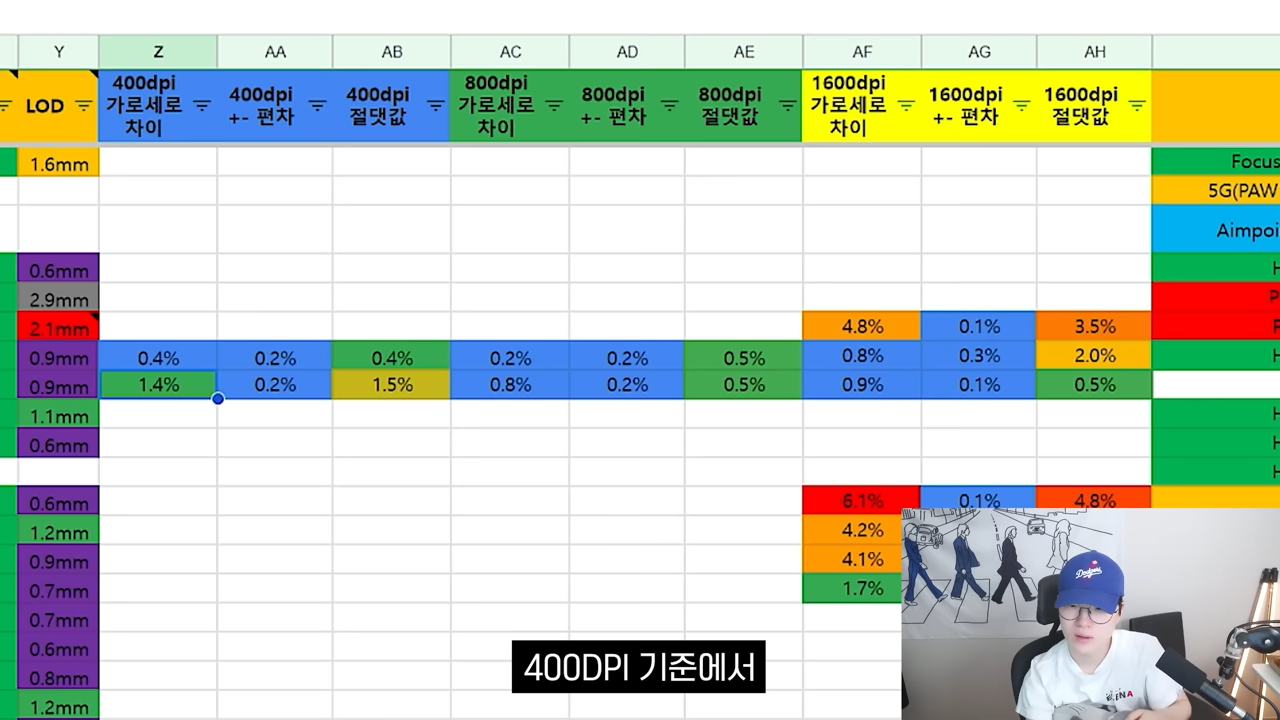 Y Z AA AB AC AD AE AF AG AH
LOD 400dpi 가로세로 차이 400dpi +- 편차 400dpi 절댓값 800dpi 가로세로 차이 800dpi +- 편차 800dpi 절댓값 1600dpi 가로세로 차이 1600dpi +- 편차 1600dpi 절댓값
1.6mm Focus
5G(PAW
Aimpoi
0.6mm H
2.9mm P
2.1mm 4.8% 0.1% 3.5% F
0.9mm 0.4% 0.2% 0.4% 0.2% 0.2% 0.5% 0.8% 0.3% 2.0% H
0.9mm 1.4% 0.2% 1.5% 0.8% 0.2% 0.5% 0.9% 0.1% 0.5%
1.1mm H
0.6mm H
H
0.6mm 6.1% 0.1% 4.8%
1.2mm 4.2%
0.9mm 4.1%
0.7mm 1.7%
0.7mm
0.6mm
0.8mm
1.2mm
Dodgers
400DPI 기준에서